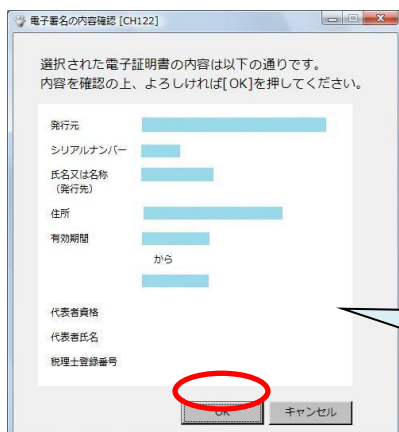 電子署名の内容確認 [CH122]
選択された電子証明書の内容は以下の通りです。
内容を確認の上、よろしければ[OK]を押してください。
発行元
シリアルナンバー
氏名又は名称
（発行先）
住所
有効期間
から
代表者資格
代表者氏名
税理士登録番号
OK キャンセル